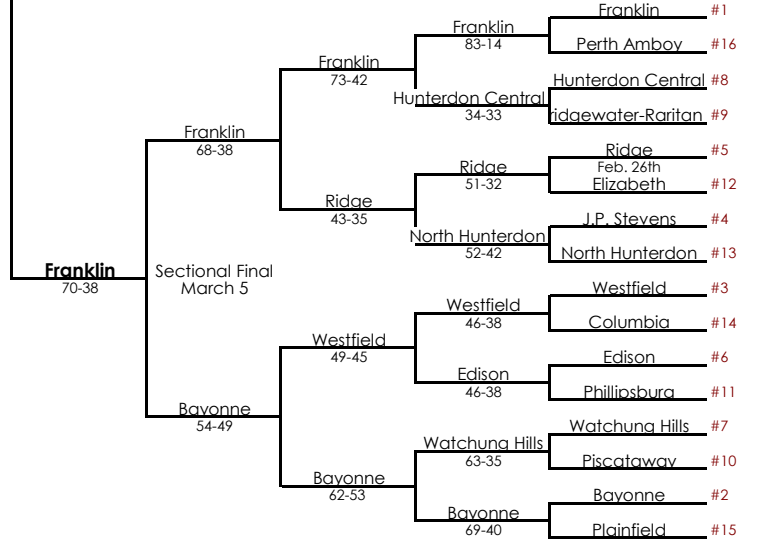 Franklin #1
Franklin
83-14
Perth Amboy #16
Franklin
73-42
Hunterdon Central #8
Hunterdon Central
34-33
ridgewater-Raritan #9
Franklin
68-38
Ridge #5
Ridge
51-32
Feb. 26th
Elizabeth #12
Ridge
43-35
J.P. Stevens #4
North Hunterdon
52-42
North Hunterdon #13
Franklin
70-38
Sectional Final
March 5
Westfield #3
Westfield
46-38
Columbia #14
Westfield
49-45
Edison #6
Edison
46-38
Phillipsburg #11
Bayonne
54-49
Watchung Hills #7
Watchung Hills
63-35
Piscataway #10
Bayonne
62-53
Bayonne #2
Bayonne
69-40
Plainfield #15